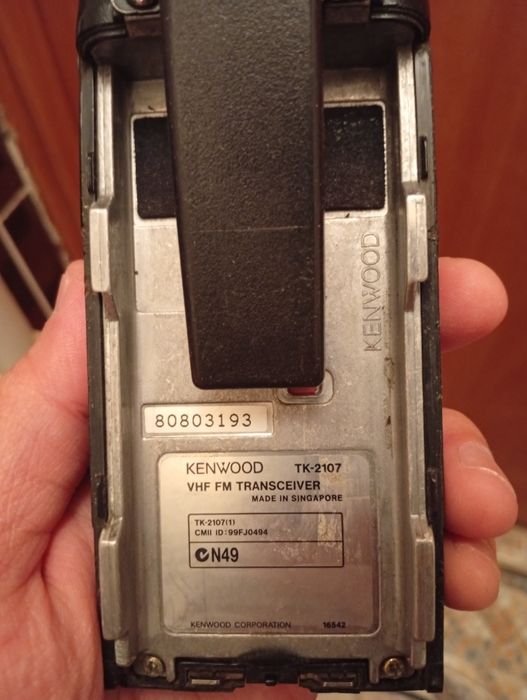 KENWOOD
80803193
KENWOOD TK-2107
VHF FM TRANSCEIVER
MADE IN SINGAPORE
TK-2107(1)
CMII ID:99FJ0494
N49
KENWOOD CORPORATION 16542